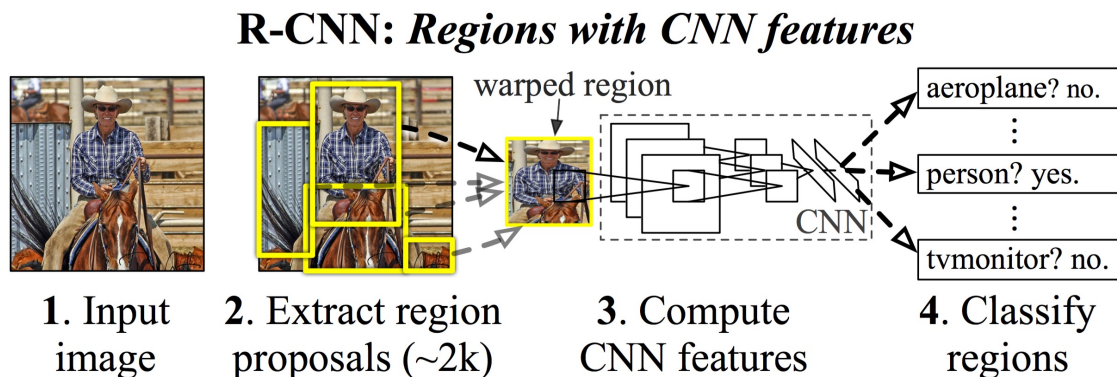 R-CNN: Regions with CNN features
warped region
aeroplane? no.
person? yes.
CNN
tvmonitor? no.
1. Input
image
2. Extract region
proposals (~2k)
3. Compute
CNN features
4. Classify
regions